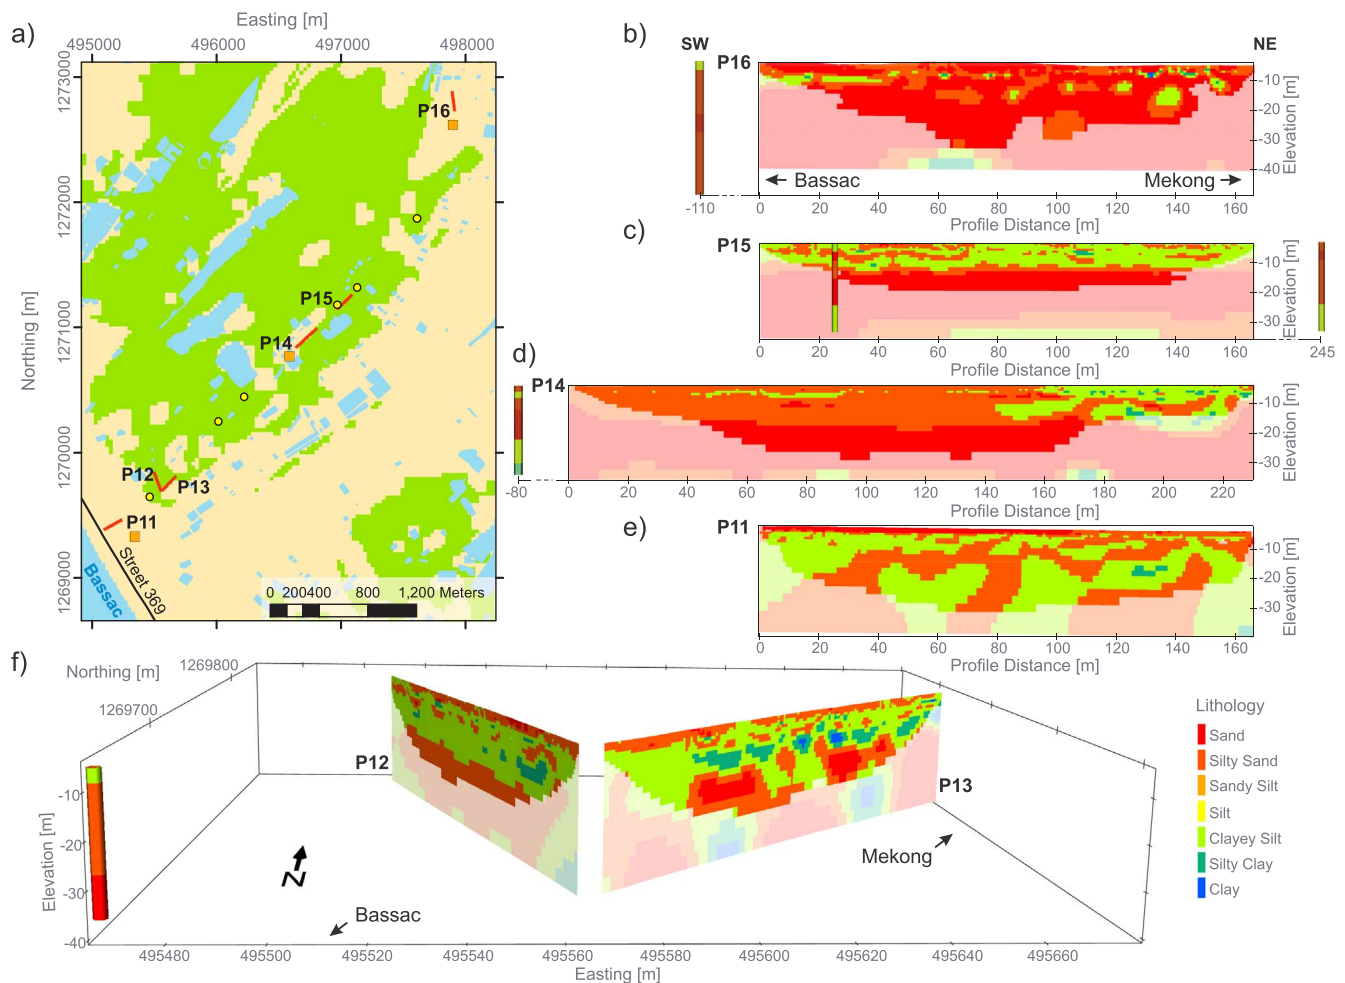 a)
Easting [m]
495000 496000 497000 498000
Northing [m]
1273000
1272000
1271000
1270000
1269000
P16
P15
P14
P12
P13
P11
Street 369
Bassac
0 200400 800 1,200 Meters
b)
SW
NE
P16
-10
-20
-30
-40
Elevation [m]
Bassac
Mekong
-110
0 20 40 60 80 100 120 140 160
Profile Distance [m]
c)
P15
-10
-20
-30
Elevation [m]
0 20 40 60 80 100 120 140 160
245
Profile Distance [m]
d)
P14
-10
-20
-30
Elevation [m]
-80
0 20 40 60 80 100 120 140 160 180 200 220
Profile Distance [m]
e)
P11
-10
-20
-30
Elevation [m]
0 20 40 60 80 100 120 140 160
Profile Distance [m]
f)
Northing [m]
1269800
1269700
P12
P13
-10
-20
-30
-40
Elevation [m]
N
Bassac
Mekong
495480 495500 495520 495540 495560 495600 495620 495640 495660
Easting [m]
Lithology
Sand
Silty Sand
Sandy Silt
Silt
Clayey Silt
Silty Clay
Clay